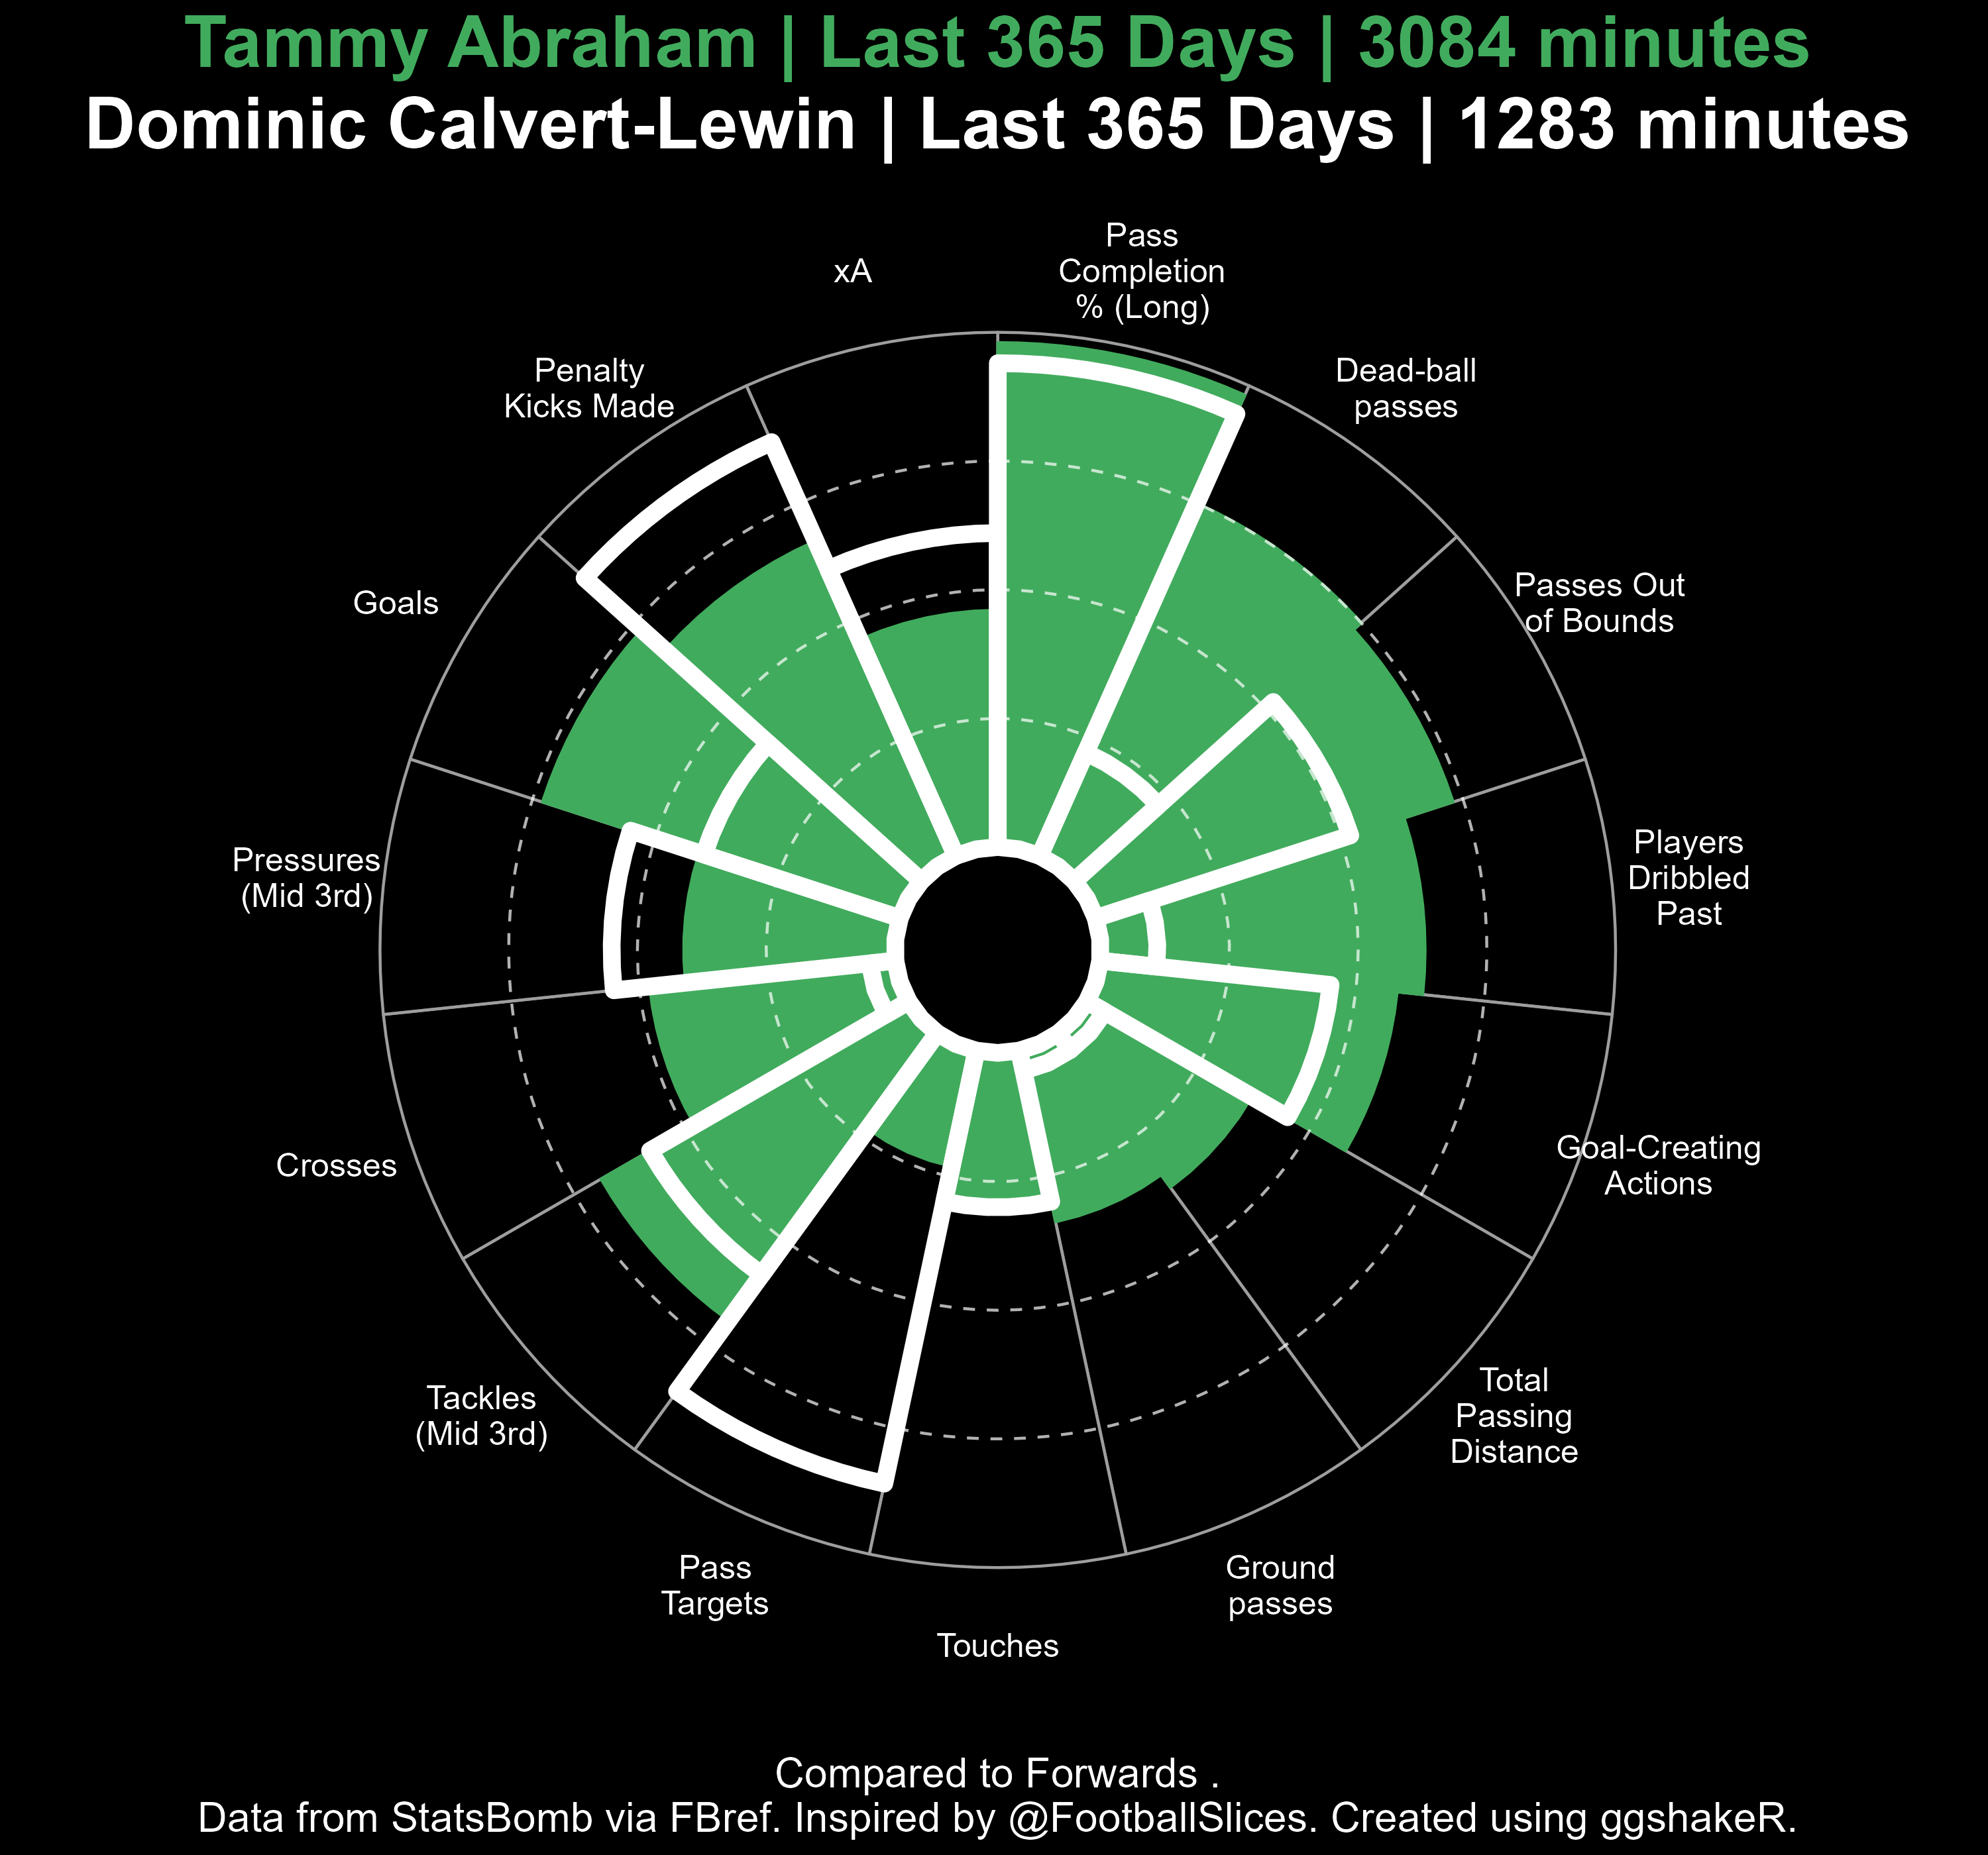 Tammy Abraham | Last 365 Days | 3084 minutes
Dominic Calvert-Lewin | Last 365 Days | 1283 minutes
Pass
Completion
% (Long)
Dead-ball
passes
Passes Out
of Bounds
Players
Dribbled
Past
Goal-Creating
Actions
Total
Passing
Distance
Ground
passes
Touches
Pass
Targets
Tackles
(Mid 3rd)
Crosses
Pressures
(Mid 3rd)
Goals
Penalty
Kicks Made
xA
Compared to Forwards .
Data from StatsBomb via FBref. Inspired by @FootballSlices. Created using ggshakeR.